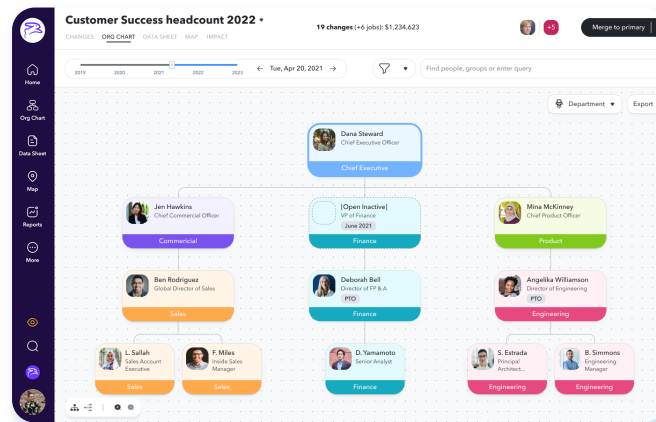 Customer Success headcount 2022
19 changes (+6 jobs): $1,234,623
+5
Merge to primary
CHANGES ORG CHART DATA SHEET MAP IMPACT
2019 2020 2021 2022 2023
← Tue, Apr 20, 2021 →
Find people, groups or enter query
Home
Org Chart
Data Sheet
Map
Reports
More
Department
Export
Dana Steward
Chief Executive Officer
Chief Executive
Jen Hawkins
Chief Commercial Officer
Commericial
[Open Inactive]
VP of Finance
June 2021
Finance
Mina McKinney
Chief Product Officer
Product
Ben Rodriguez
Global Director of Sales
Sales
Deborah Bell
Director of FP & A
PTO
Finance
Angelika Williamson
Director of Engineering
PTO
Engineering
L. Sallah
Sales Account
Executive
Sales
F. Miles
Inside Sales
Manager
Sales
D. Yamamoto
Senior Analyst
Finance
S. Estrada
Principal
Architect...
Engineering
B. Simmons
Engineering
Manager
Engineering